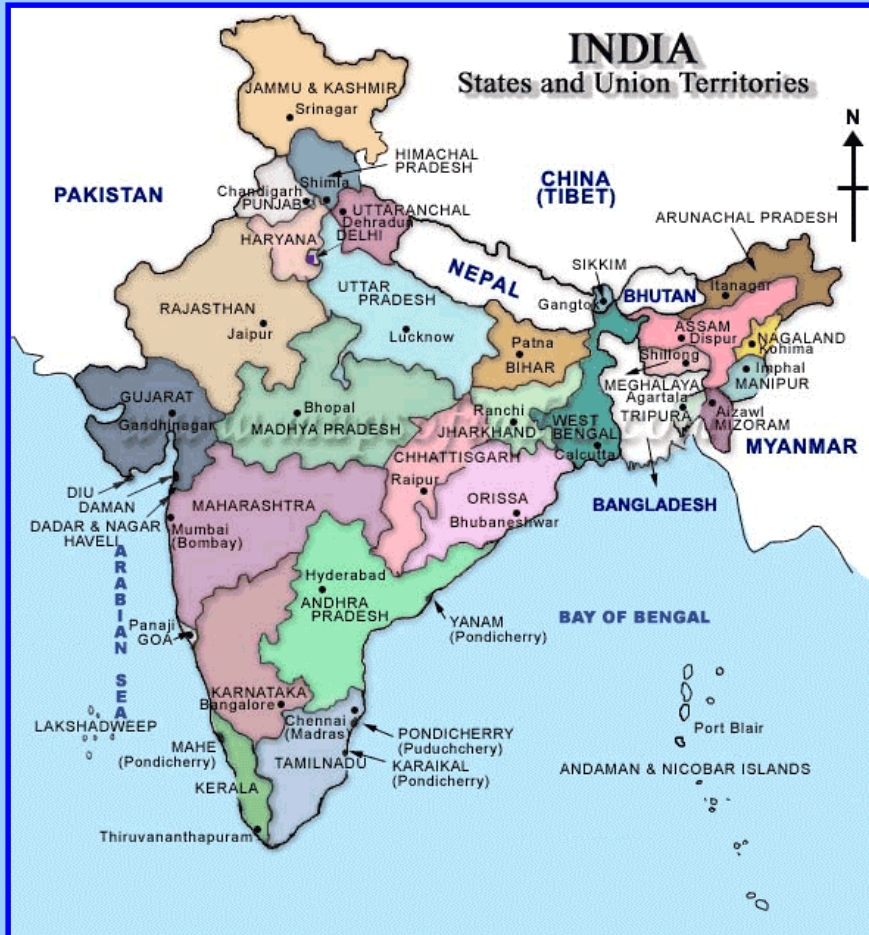 INDIA
States and Union Territories
N
JAMMU & KASHMIR
Srinagar
HIMACHAL
PRADESH
PAKISTAN
CHINA
(TIBET)
Shimla
Chandigarh
PUNJAB
UTTARANCHAL
Dehradun
DELHI
HARYANA
ARUNACHAL PRADESH
Itanagar
NEPAL
SIKKIM
Gangtok
BHUTAN
UTTAR
PRADESH
Lucknow
RAJASTHAN
Jaipur
ASSAM
Dispur
NAGALAND
Kohima
Patna
BIHAR
Shillong
MEGHALAYA
Imphal
MANIPUR
Agartala
TRIPURA
Aizawl
MIZORAM
MYANMAR
GUJARAT
Gandhinagar
Bhopal
MADHYA PRADESH
Ranchi
JHARKHAND
WEST
BENGAL
Calcutta
CHHATTISGARH
Raipur
BANGLADESH
DIU
DAMAN
DADAR & NAGAR
HAVELI
MAHARASHTRA
Mumbai
(Bombay)
ORISSA
Bhubaneshwar
ARABIAN SEA
Hyderabad
ANDHRA
PRADESH
YANAM
(Pondicherry)
BAY OF BENGAL
Panaji
GOA
KARNATAKA
Bangalore
LAKSHADWEEP
Chennai
(Madras)
PONDICHERRY
(Puduchchery)
MAHE
(Pondicherry)
TAMILNADU
KARAIKAL
(Pondicherry)
Port Blair
ANDAMAN & NICOBAR ISLANDS
KERALA
Thiruvananthapuram